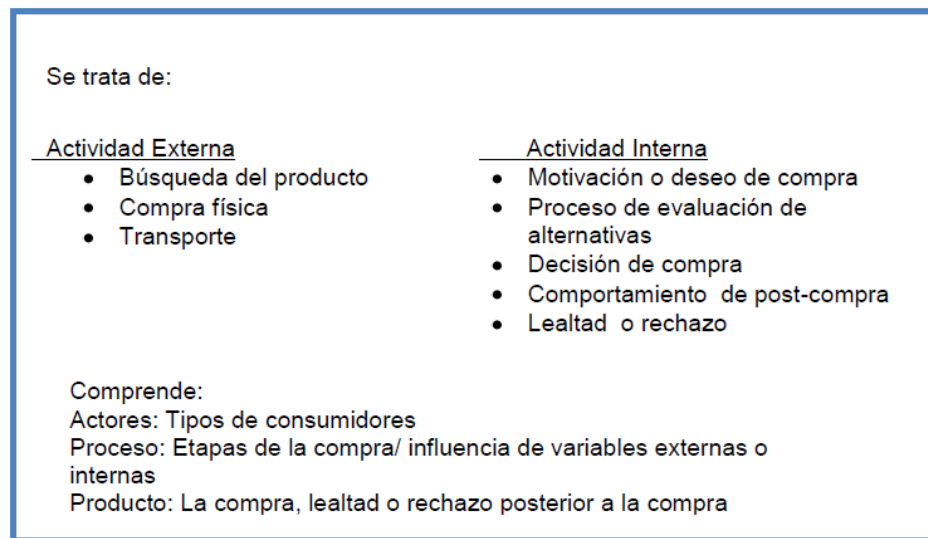 Se trata de:
Actividad Externa
• Búsqueda del producto
• Compra física
• Transporte
Actividad Interna
• Motivación o deseo de compra
• Proceso de evaluación de
alternativas
• Decisión de compra
• Comportamiento de post-compra
• Lealtad o rechazo
Comprende:
Actores: Tipos de consumidores
Proceso: Etapas de la compra/ influencia de variables externas o
internas
Producto: La compra, lealtad o rechazo posterior a la compra